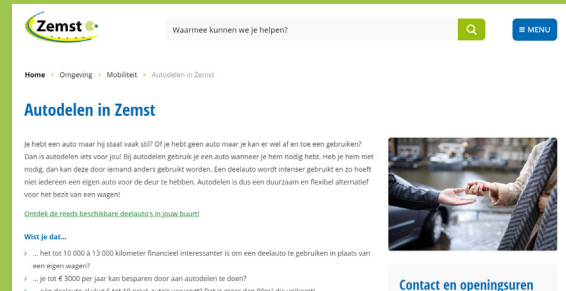 Zemst
Waarmee kunnen we je helpen?
≡ MENU
Home > Omgeving > Mobiliteit > Autodelen in Zemst
Autodelen in Zemst
Je hebt een auto maar hij staat vaak stil? Of je hebt geen auto maar je kan er wel af en toe een gebruiken?
Dan is autodelen iets voor jou! Bij autodelen gebruik je een auto wanneer je hem nodig hebt. Heb je hem niet
nodig, dan kan deze door iemand anders gebruikt worden. Een deelauto wordt intenser gebruikt en zo hoeft
niet iedereen een eigen auto voor de deur te hebben. Autodelen is dus een duurzaam en flexibel alternatief
voor het bezit van een wagen!
Ontdek de reeds beschikbare deelauto's in jouw buurt!
Wist je dat...
> ... het tot 10 000 à 13 000 kilometer financieel interessanter is om een deelauto te gebruiken in plaats van
een eigen wagen?
> ... je tot € 3000 per jaar kan besparen door aan autodelen te doen?
Contact en openingsuren